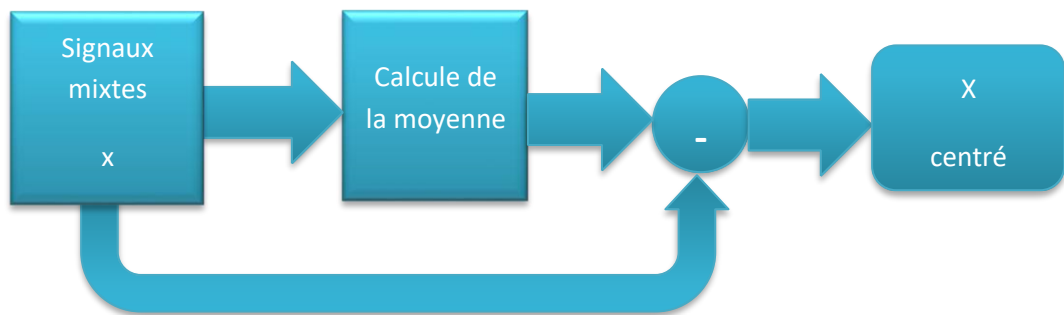 Signaux
mixtes
x
Calcule de
la moyenne
-
X
centré